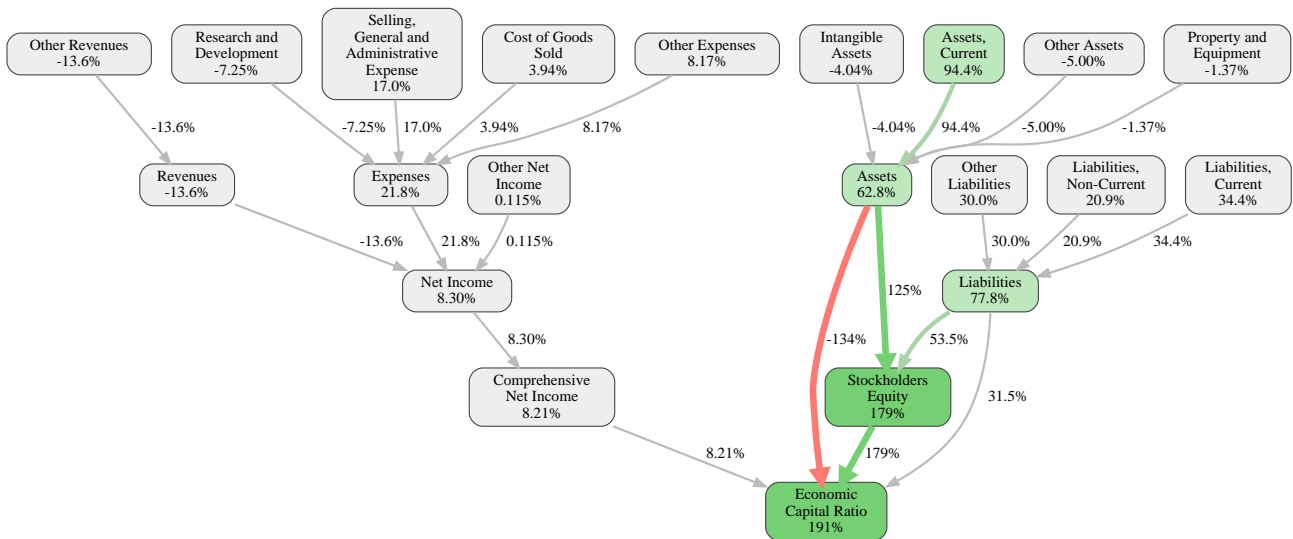 Other Revenues
-13.6%
Research and
Development
-7.25%
Selling,
General and
Administrative
Expense
17.0%
Cost of Goods
Sold
3.94%
Other Expenses
8.17%
Intangible
Assets
-4.04%
Assets,
Current
94.4%
Other Assets
-5.00%
Property and
Equipment
-1.37%
-13.6%
-7.25%
17.0%
3.94%
8.17%
-4.04%
94.4%
-5.00%
-1.37%
Revenues
-13.6%
Expenses
21.8%
Other Net
Income
0.115%
Assets
62.8%
Other
Liabilities
30.0%
Liabilities,
Non-Current
20.9%
Liabilities,
Current
34.4%
-13.6%
21.8%
0.115%
30.0%
20.9%
34.4%
Net Income
8.30%
125%
Liabilities
77.8%
8.30%
-134%
53.5%
Comprehensive
Net Income
8.21%
Stockholders
Equity
179%
31.5%
8.21%
179%
Economic
Capital Ratio
191%